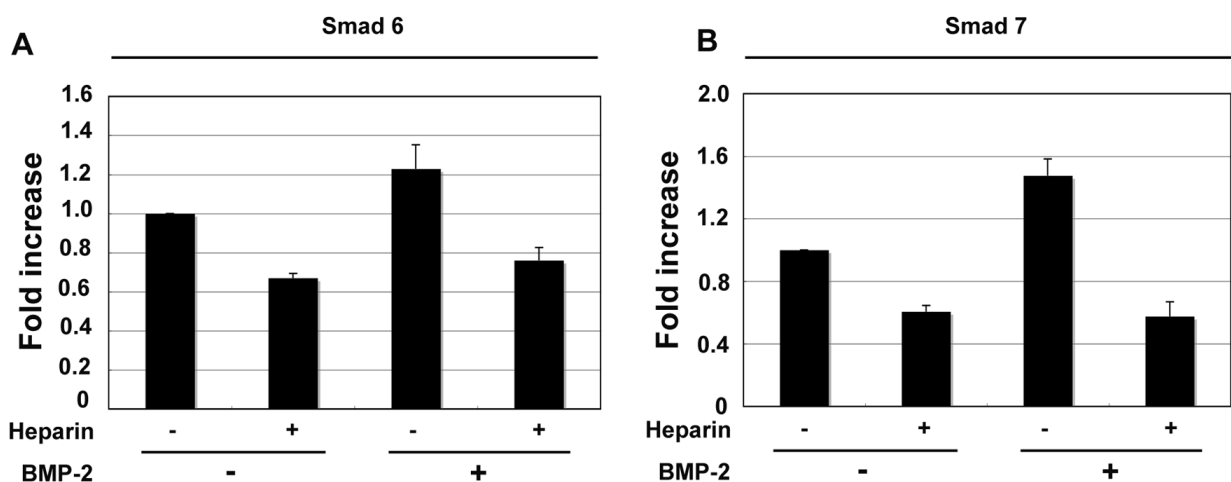 A
Smad 6
Fold increase
1.6
1.4
1.2
1.0
0.8
0.6
0.4
0.2
0
Heparin - + - +
BMP-2 - +
B
Smad 7
Fold increase
2.0
1.6
1.2
0.8
0.4
0
Heparin - + - +
BMP-2 - +